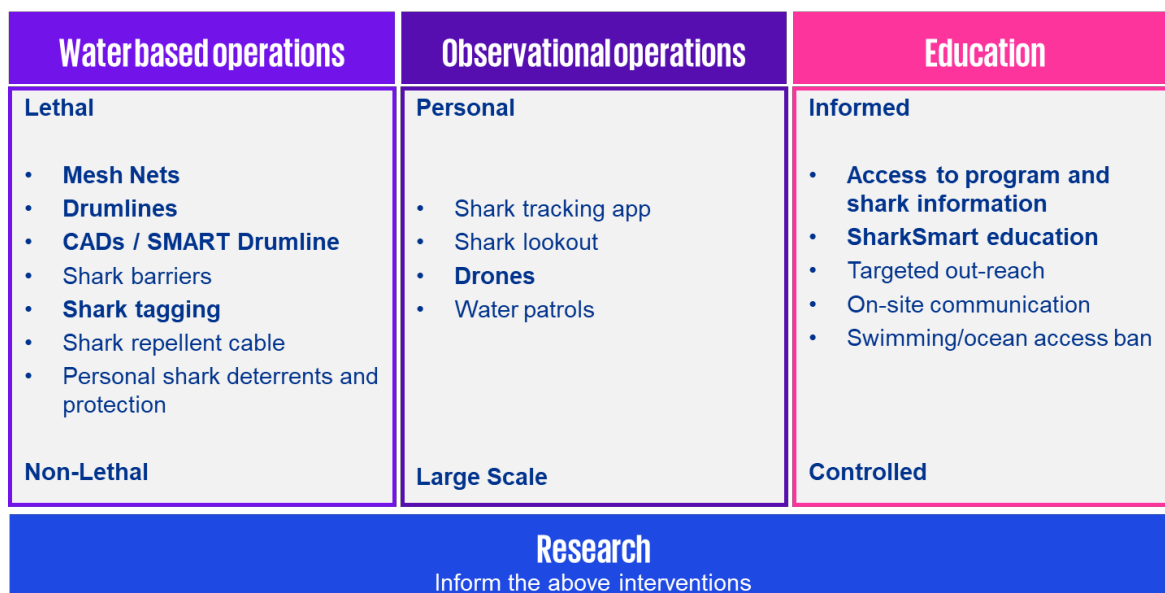 Water based operations
Lethal
• Mesh Nets
• Drumlines
• CADs / SMART Drumline
• Shark barriers
• Shark tagging
• Shark repellent cable
• Personal shark deterrents and
protection
Non-Lethal
Observational operations
Personal
• Shark tracking app
• Shark lookout
• Drones
• Water patrols
Large Scale
Education
Informed
• Access to program and
shark information
• SharkSmart education
• Targeted out-reach
• On-site communication
• Swimming/ocean access ban
Controlled
Research
Inform the above interventions